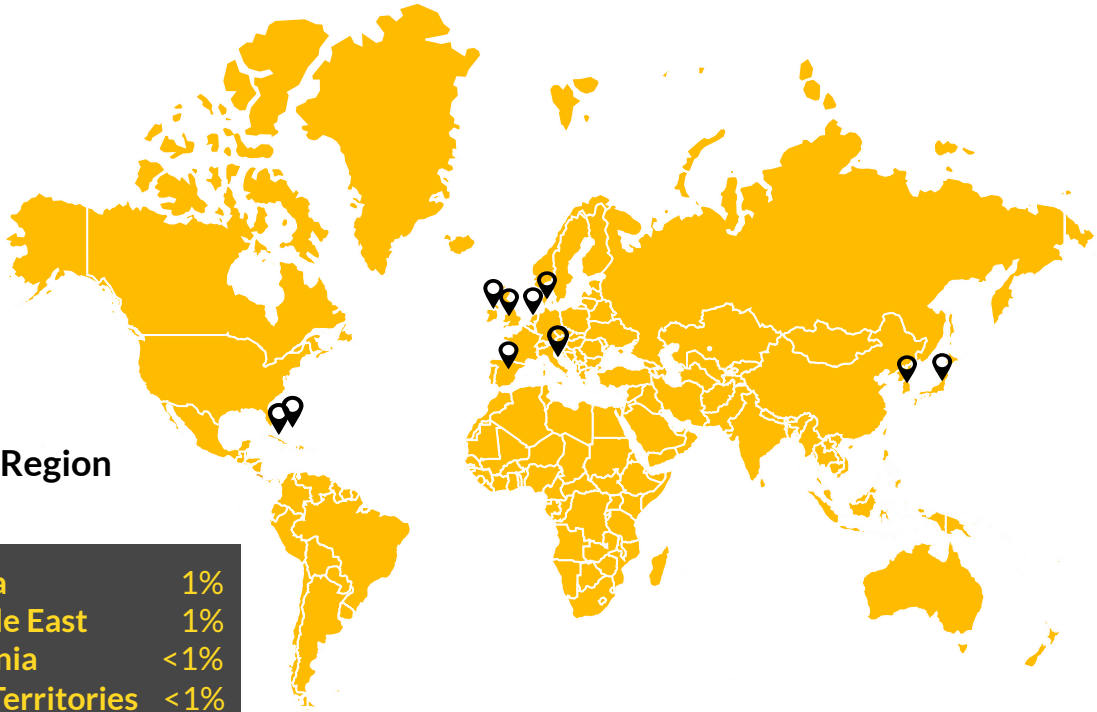 Region
a 1%
le East 1%
nia <1%
Territories <1%